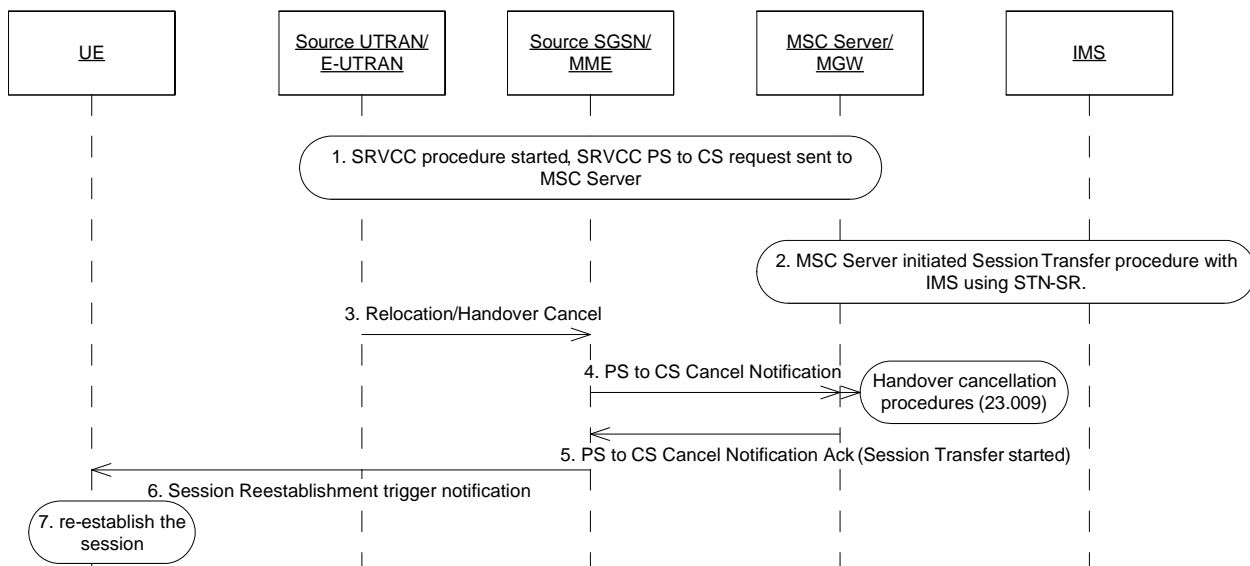 UE
Source UTRAN/
E-UTRAN
Source SGSN/
MME
MSC Server/
MGW
IMS
1. SRVCC procedure started, SRVCC PS to CS request sent to
MSC Server
2. MSC Server initiated Session Transfer procedure with
IMS using STN-SR.
3. Relocation/Handover Cancel
4. PS to CS Cancel Notification
Handover cancellation
procedures (23.009)
5. PS to CS Cancel Notification Ack (Session Transfer started)
6. Session Reestablishment trigger notification
7. re-establish the
session